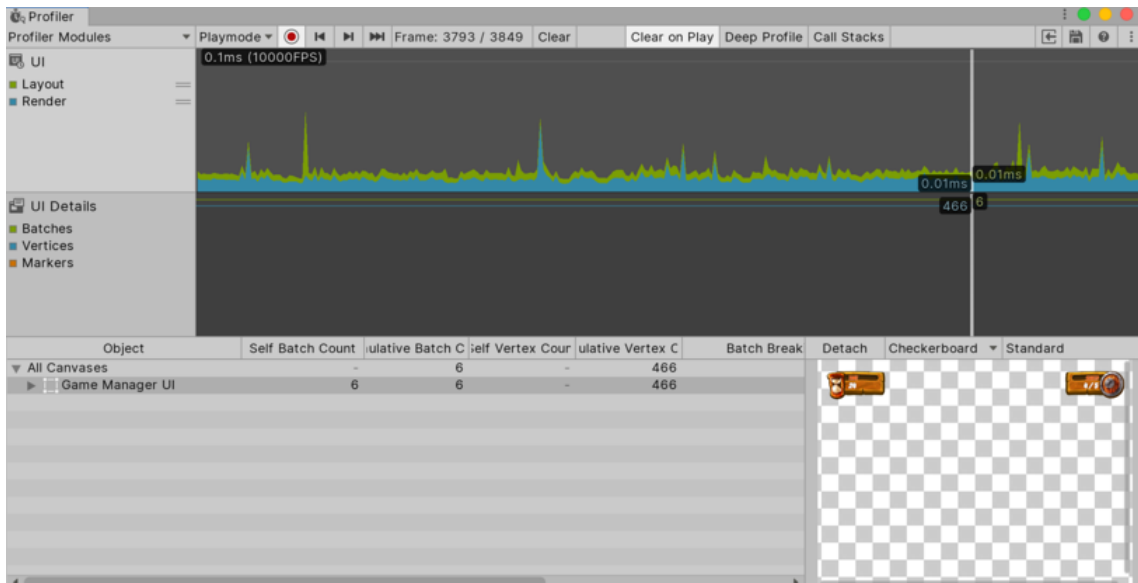 Profiler
Profiler Modules Playmode Frame: 3793 / 3849 Clear Clear on Play Deep Profile Call Stacks
UI
0.1ms (10000FPS)
Layout
Render
0.01ms
0.01ms
UI Details
466
6
Batches
Vertices
Markers
Object Self Batch Count ulative Batch C elf Vertex Cour ulative Vertex C Batch Break Detach Checkerboard Standard
All Canvases - 6 - 466
Game Manager UI 6 6 - 466